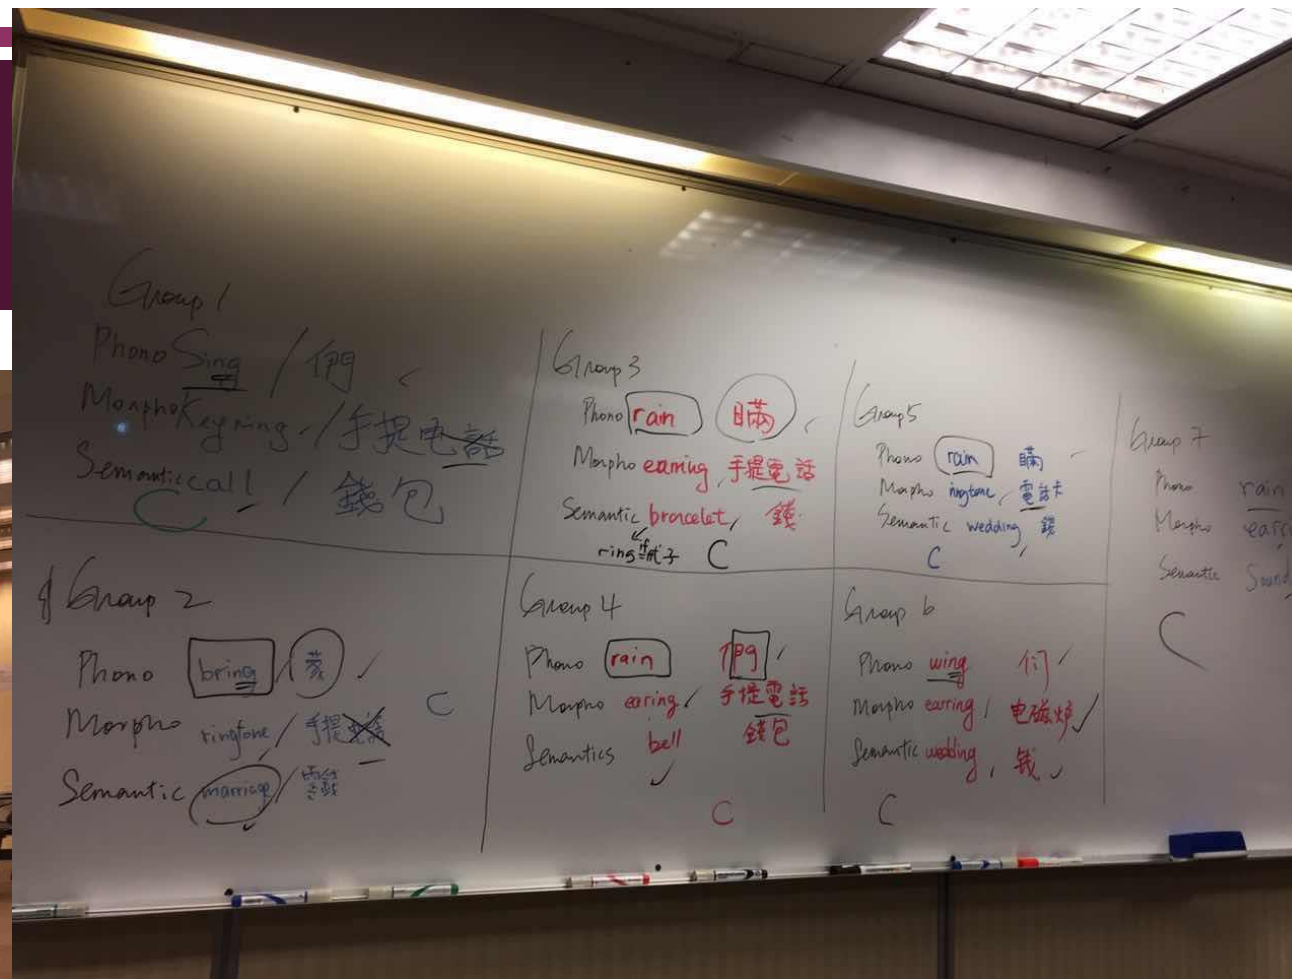 Group 1
Phono Sing / 們
Morpho Keyring / 手提电話
Semantic call / 錢包
Group 2
Phono bring /
Morpho ringtone / 手提電話
Semantic marriage /
Group 3
Phono rain 瞞
Morpho earring, 手提電話
Semantic bracelet, 錢
ring
C
Group 4
Phono rain 們
Morpho earing, 手提電話
Semantics bell 錢包
C
Group 5
Phono rain 瞞
Morpho ringtone, 電話卡
Semantic wedding, 錢
C
Group 6
Phono wing 们
Morpho earring, 电磁炉
Semantic wedding, 钱
C
Group 7
Phono rain
Morpho
Semantic Sound
C